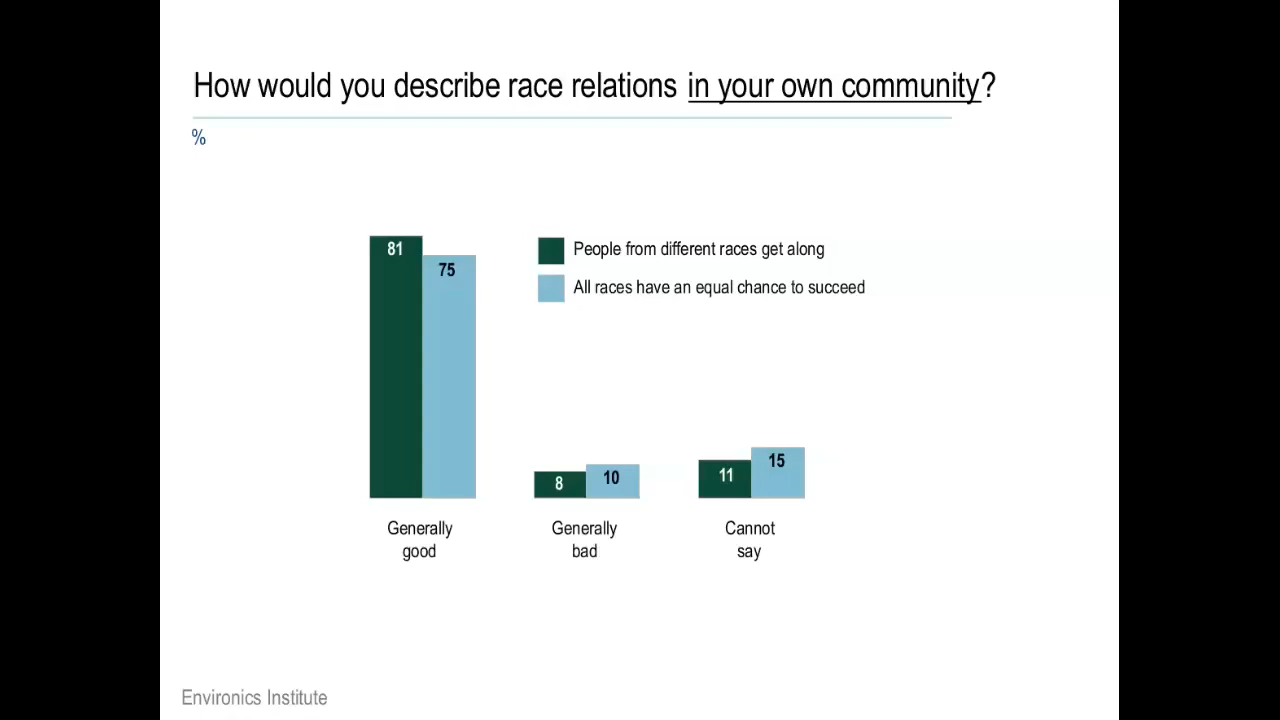 How would you describe race relations in your own community?
%
81
75
People from different races get along
All races have an equal chance to succeed
8
10
11
15
Generally
good
Generally
bad
Cannot
say
Environics Institute